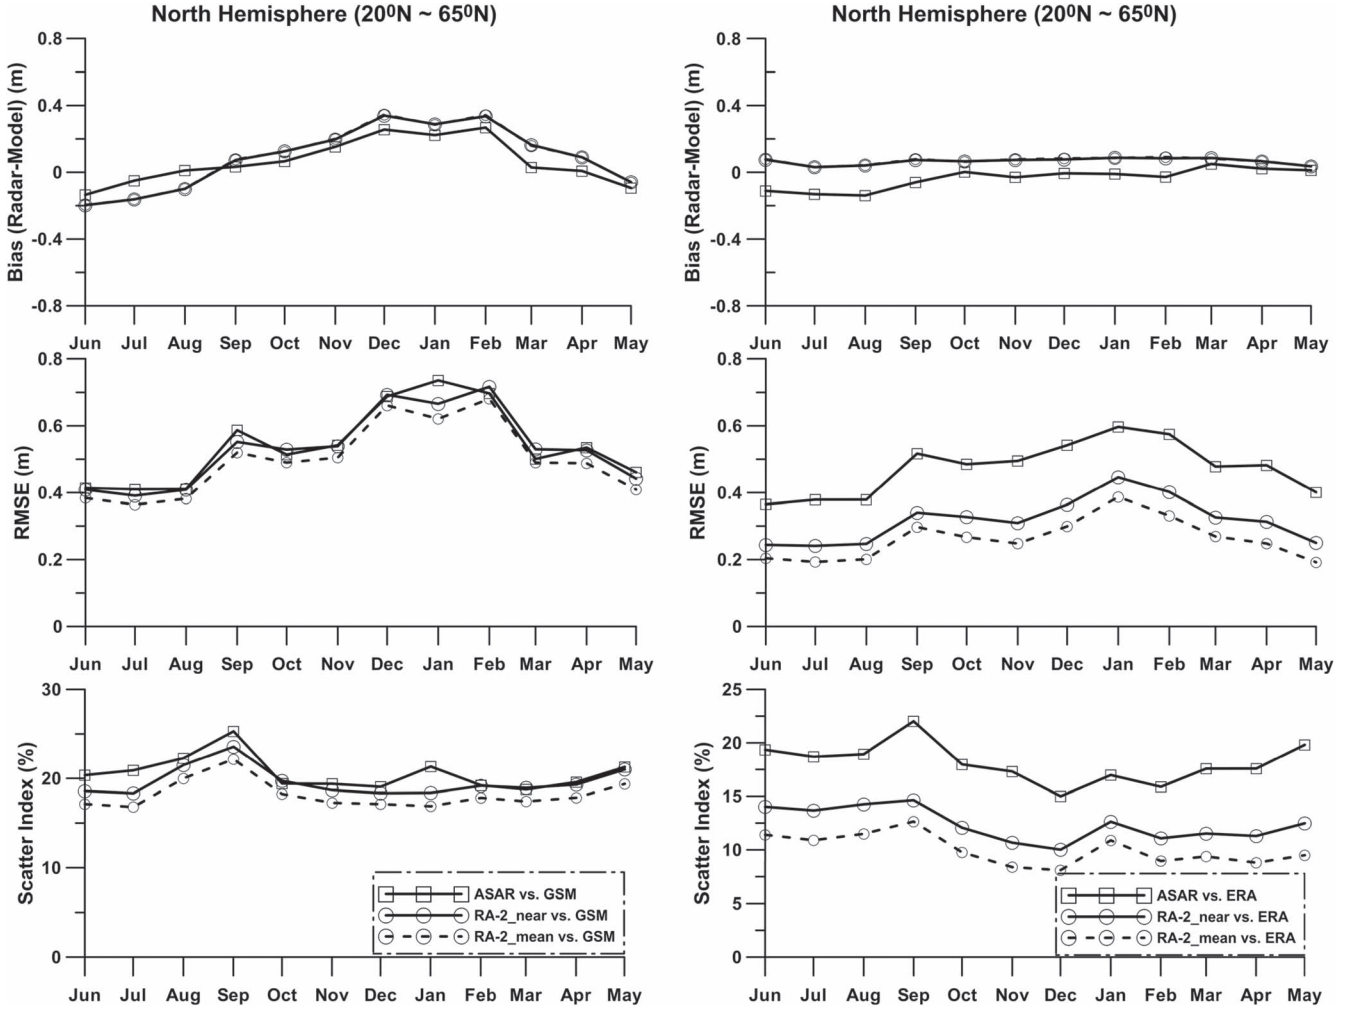 North Hemisphere (20⁰N ~ 65⁰N)
Bias (Radar-Model) (m)
0.8
0.4
0
-0.4
-0.8
Jun Jul Aug Sep Oct Nov Dec Jan Feb Mar Apr May
North Hemisphere (20⁰N ~ 65⁰N)
Bias (Radar-Model) (m)
0.8
0.4
0
-0.4
-0.8
Jun Jul Aug Sep Oct Nov Dec Jan Feb Mar Apr May
RMSE (m)
0.8
0.6
0.4
0.2
0
Jun Jul Aug Sep Oct Nov Dec Jan Feb Mar Apr May
RMSE (m)
0.8
0.6
0.4
0.2
0
Jun Jul Aug Sep Oct Nov Dec Jan Feb Mar Apr May
Scatter Index (%)
30
20
10
0
ASAR vs. GSM
RA-2_near vs. GSM
RA-2_mean vs. GSM
Jun Jul Aug Sep Oct Nov Dec Jan Feb Mar Apr May
Scatter Index (%)
25
20
15
10
5
0
ASAR vs. ERA
RA-2_near vs. ERA
RA-2_mean vs. ERA
Jun Jul Aug Sep Oct Nov Dec Jan Feb Mar Apr May